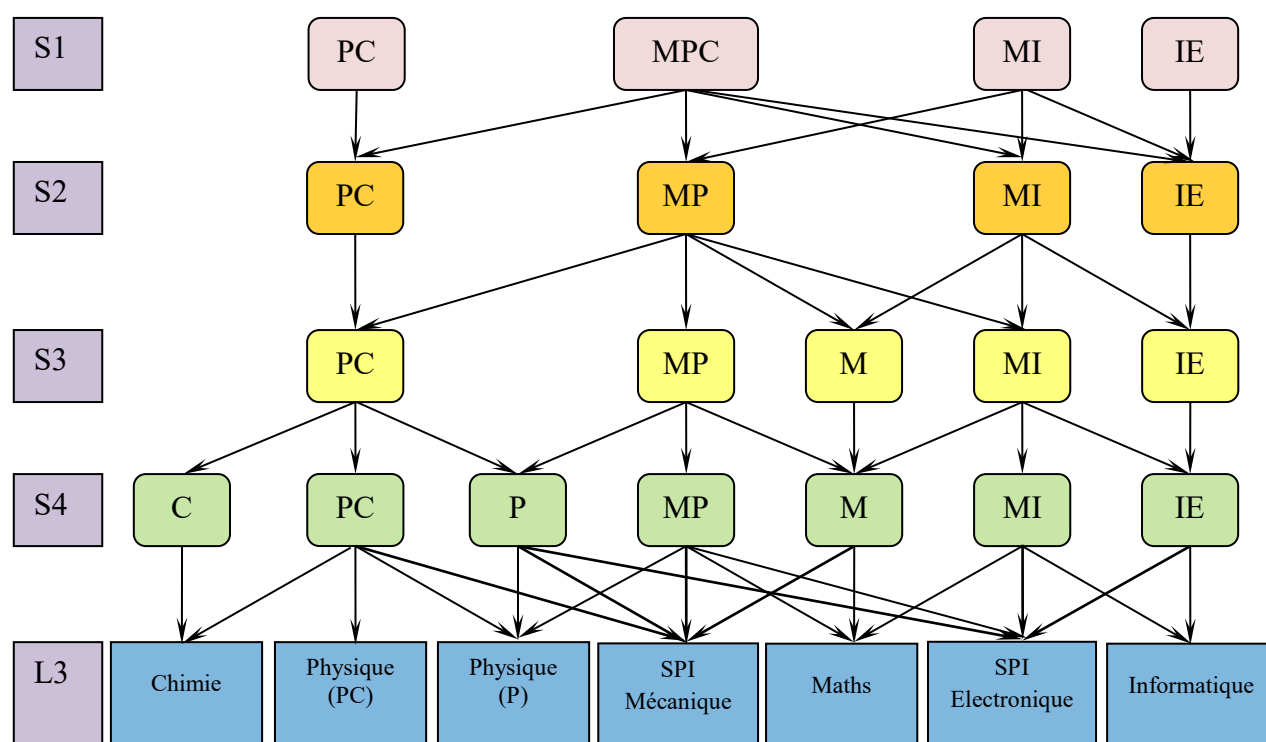 S1
PC
MPC
MI
IE
S2
PC
MP
MI
IE
S3
PC
MP
M
MI
IE
S4
C
PC
P
MP
M
MI
IE
L3
Chimie
Physique
(PC)
Physique
(P)
SPI
Mécanique
Maths
SPI
Electronique
Informatique